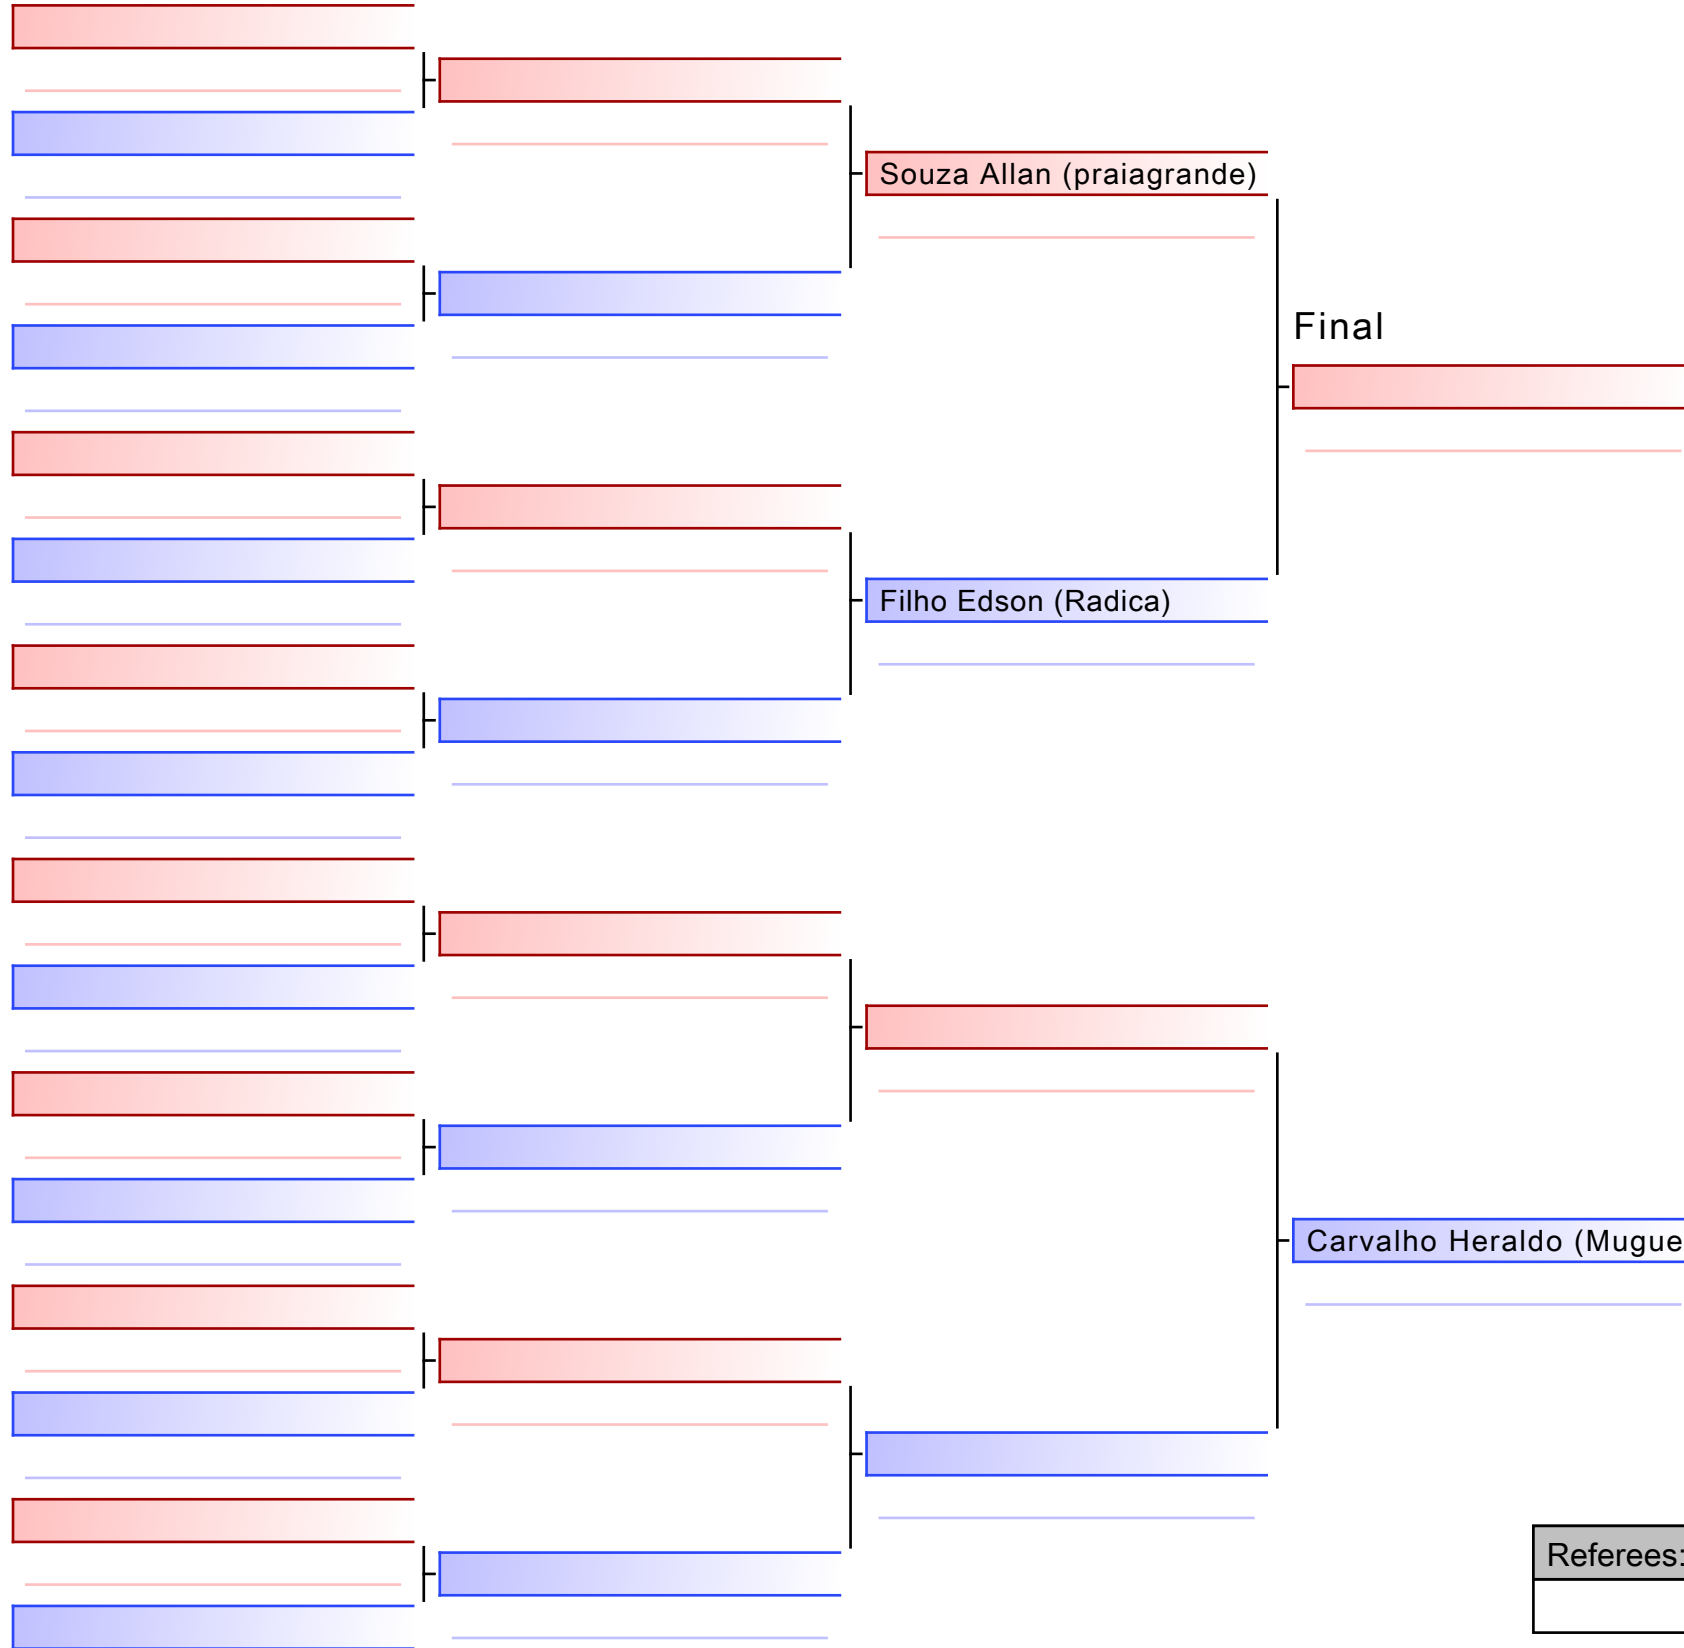 Souza Allan (praiagrande)
Final
Filho Edson (Radica)
Carvalho Heraldo (Mugue
Referees: